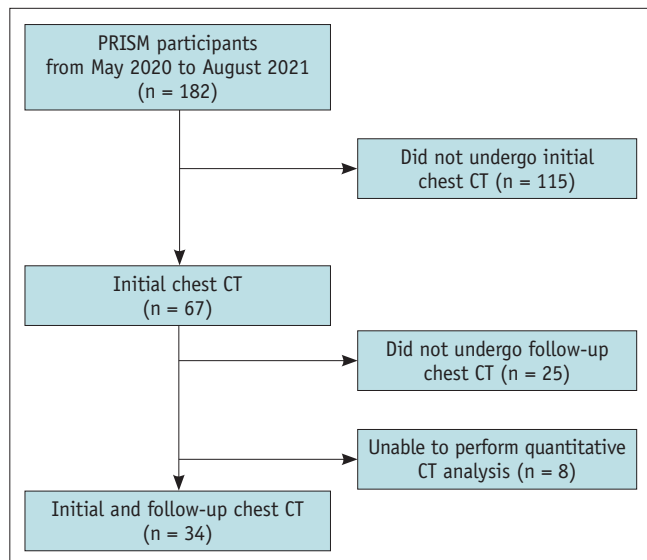 PRISM participants
from May 2020 to August 2021
(n = 182)
Did not undergo initial
chest CT (n = 115)
Initial chest CT
(n = 67)
Did not undergo follow-up
chest CT (n = 25)
Unable to perform quantitative
CT analysis (n = 8)
Initial and follow-up chest CT
(n = 34)